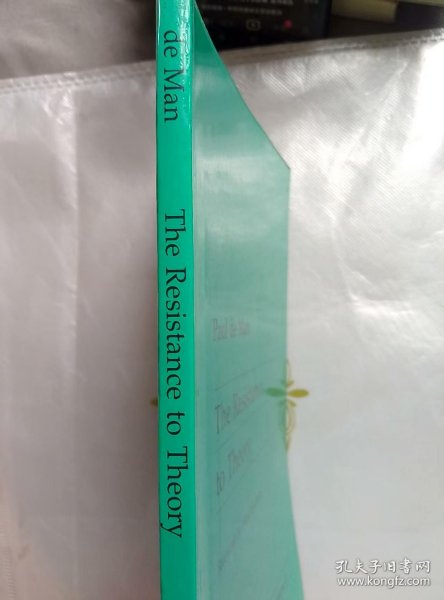 de Man
The Resistance to Theory
Paul de Man
The Resistance
to Theory
孔夫子旧书网
www.kongfz.com